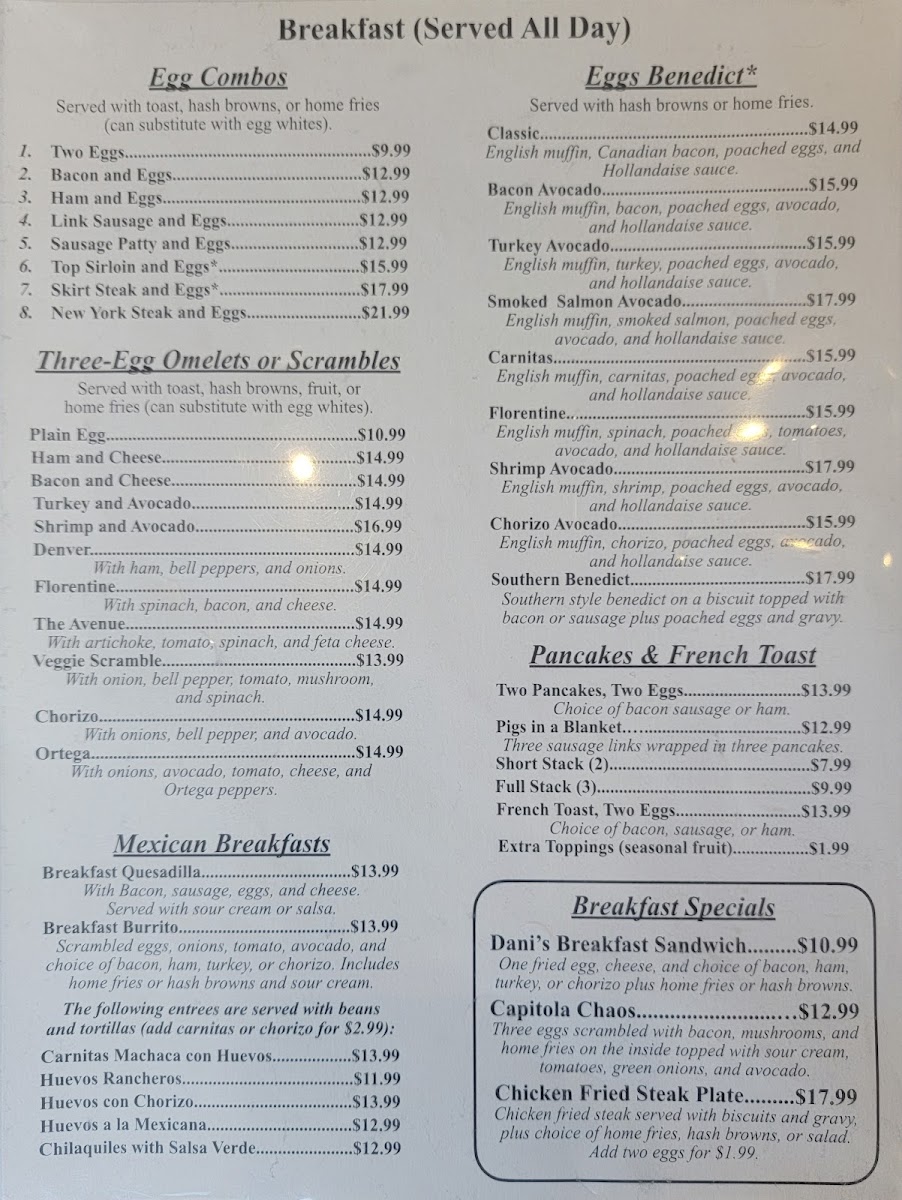 Breakfast (Served All Day)
Egg Combos
Served with toast, hash browns, or home fries
(can substitute with egg whites).
1. Two Eggs..........$9.99
2. Bacon and Eggs..........$12.99
3. Ham and Eggs..........$12.99
4. Link Sausage and Eggs..........$12.99
5. Sausage Patty and Eggs..........$12.99
6. Top Sirloin and Eggs*..........$15.99
7. Skirt Steak and Eggs*..........$17.99
8. New York Steak and Eggs..........$21.99
Three-Egg Omelets or Scrambles
Served with toast, hash browns, fruit, or
home fries (can substitute with egg whites).
Plain Egg..........$10.99
Ham and Cheese..........$14.99
Bacon and Cheese..........$14.99
Turkey and Avocado..........$14.99
Shrimp and Avocado..........$16.99
Denver..........$14.99
With ham, bell peppers, and onions.
Florentine..........$14.99
With spinach, bacon, and cheese.
The Avenue..........$14.99
With artichoke, tomato, spinach, and feta cheese.
Veggie Scramble..........$13.99
With onion, bell pepper, tomato, mushroom,
and spinach.
Chorizo..........$14.99
With onions, bell pepper, and avocado.
Ortega..........$14.99
With onions, avocado, tomato, cheese, and
Ortega peppers.
Mexican Breakfasts
Breakfast Quesadilla..........$13.99
With Bacon, sausage, eggs, and cheese.
Served with sour cream or salsa.
Breakfast Burrito..........$13.99
Scrambled eggs, onions, tomato, avocado, and
choice of bacon, ham, turkey, or chorizo. Includes
home fries or hash browns and sour cream.
The following entrees are served with beans
and tortillas (add carnitas or chorizo for $2.99):
Carnitas Machaca con Huevos..........$13.99
Huevos Rancheros..........$11.99
Huevos con Chorizo..........$13.99
Huevos a la Mexicana..........$12.99
Chilaquiles with Salsa Verde..........$12.99
Eggs Benedict*
Served with hash browns or home fries.
Classic..........$14.99
English muffin, Canadian bacon, poached eggs, and
Hollandaise sauce.
Bacon Avocado..........$15.99
English muffin, bacon, poached eggs, avocado,
and hollandaise sauce.
Turkey Avocado..........$15.99
English muffin, turkey, poached eggs, avocado,
and hollandaise sauce.
Smoked Salmon Avocado..........$17.99
English muffin, smoked salmon, poached eggs,
avocado, and hollandaise sauce.
Carnitas..........$15.99
English muffin, carnitas, poached eggs, avocado,
and hollandaise sauce.
Florentine..........$15.99
English muffin, spinach, poached eggs, tomatoes,
avocado, and hollandaise sauce.
Shrimp Avocado..........$17.99
English muffin, shrimp, poached eggs, avocado,
and hollandaise sauce.
Chorizo Avocado..........$15.99
English muffin, chorizo, poached eggs, avocado,
and hollandaise sauce.
Southern Benedict..........$17.99
Southern style benedict on a biscuit topped with
bacon or sausage plus poached eggs and gravy.
Pancakes & French Toast
Two Pancakes, Two Eggs..........$13.99
Choice of bacon sausage or ham.
Pigs in a Blanket..........$12.99
Three sausage links wrapped in three pancakes.
Short Stack (2)..........$7.99
Full Stack (3)..........$9.99
French Toast, Two Eggs..........$13.99
Choice of bacon, sausage, or ham.
Extra Toppings (seasonal fruit)..........$1.99
Breakfast Specials
Dani's Breakfast Sandwich.........$10.99
One fried egg, cheese, and choice of bacon, ham,
turkey, or chorizo plus home fries or hash browns.
Capitola Chaos..........$12.99
Three eggs scrambled with bacon, mushrooms, and
home fries on the inside topped with sour cream,
tomatoes, green onions, and avocado.
Chicken Fried Steak Plate.........$17.99
Chicken fried steak served with biscuits and gravy,
plus choice of home fries, hash browns, or salad.
Add two eggs for $1.99.